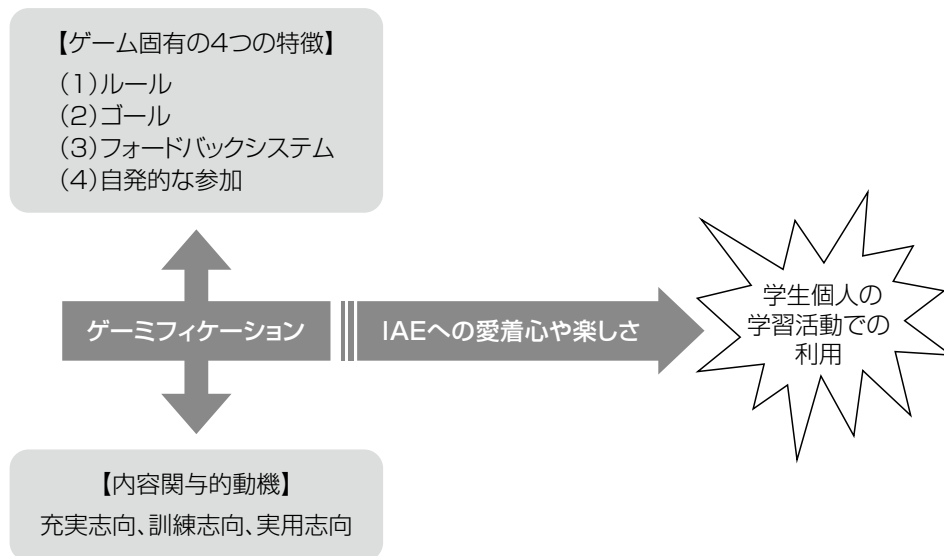 【ゲーム固有の4つの特徴】
(1)ルール
(2)ゴール
(3)フォードバックシステム
(4)自発的な参加
ゲーミフィケーション
IAEへの愛着心や楽しさ
学生個人の
学習活動での
利用
【内容関与的動機】
充実志向、訓練志向、実用志向